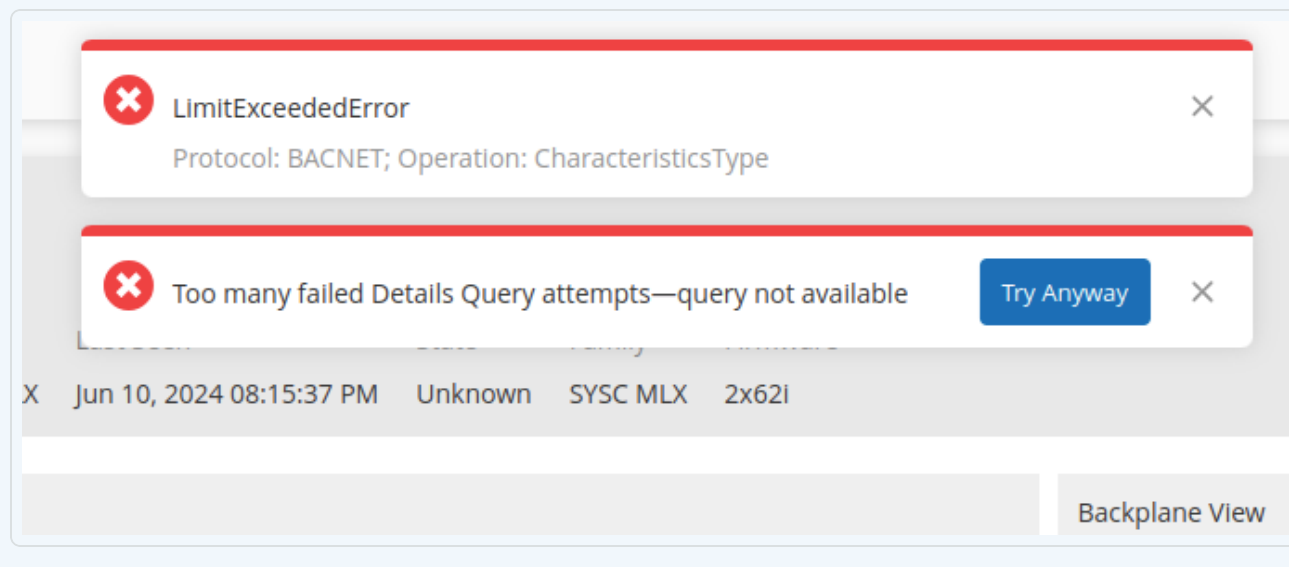 LimitExceededError
Protocol: BACNET; Operation: CharacteristicsType
Too many failed Details Query attempts—query not available
Try Anyway
X Jun 10, 2024 08:15:37 PM Unknown SYSC MLX 2x62i
Backplane View